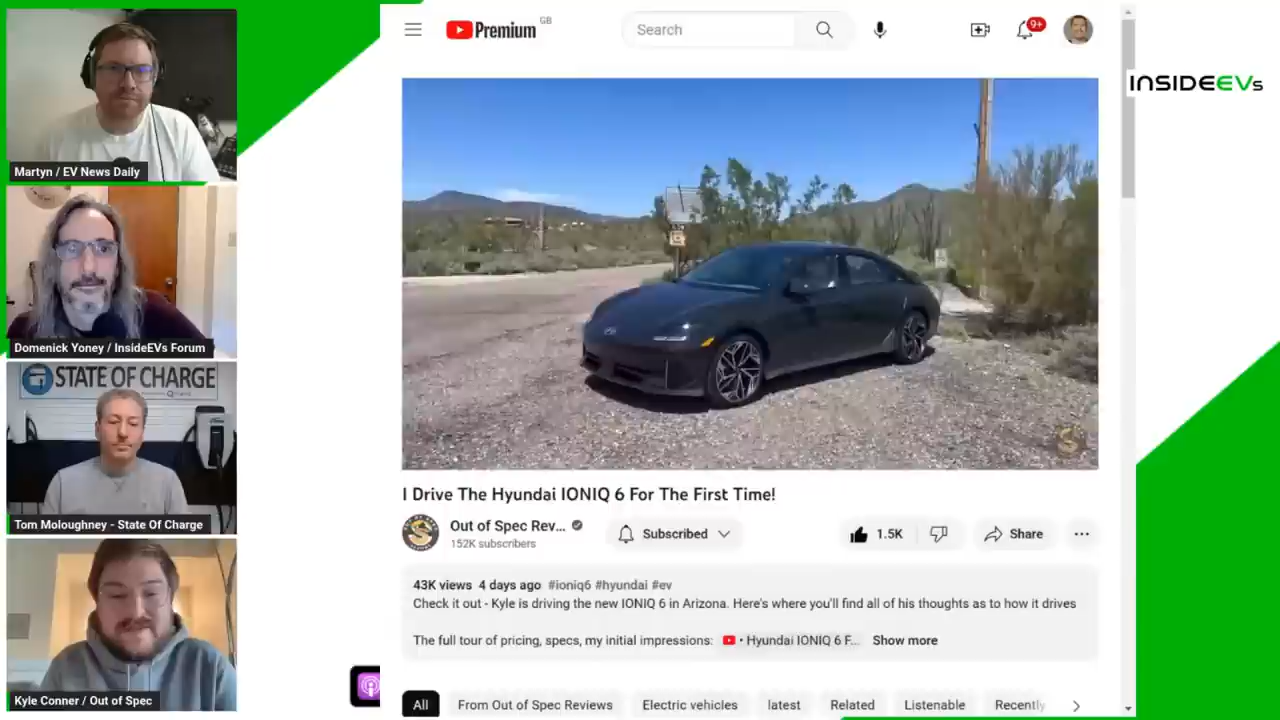 Martyn / EV News Daily
Domenick Yoney / InsideEVs Forum
STATE OF CHARGE
Tom Moloughney - State Of Charge
Kyle Conner / Out of Spec
Premium GB
Search
9+
INSIDEEVs
I Drive The Hyundai IONIQ 6 For The First Time!
Out of Spec Rev...
152K subscribers
Subscribed
1.5K
Share
43K views 4 days ago #ioniq6 #hyundai #ev
Check it out - Kyle is driving the new IONIQ 6 in Arizona. Here's where you'll find all of his thoughts as to how it drives
The full tour of pricing, specs, my initial impressions: • Hyundai IONIQ 6 F... Show more
All From Out of Spec Reviews Electric vehicles latest Related Listenable Recently